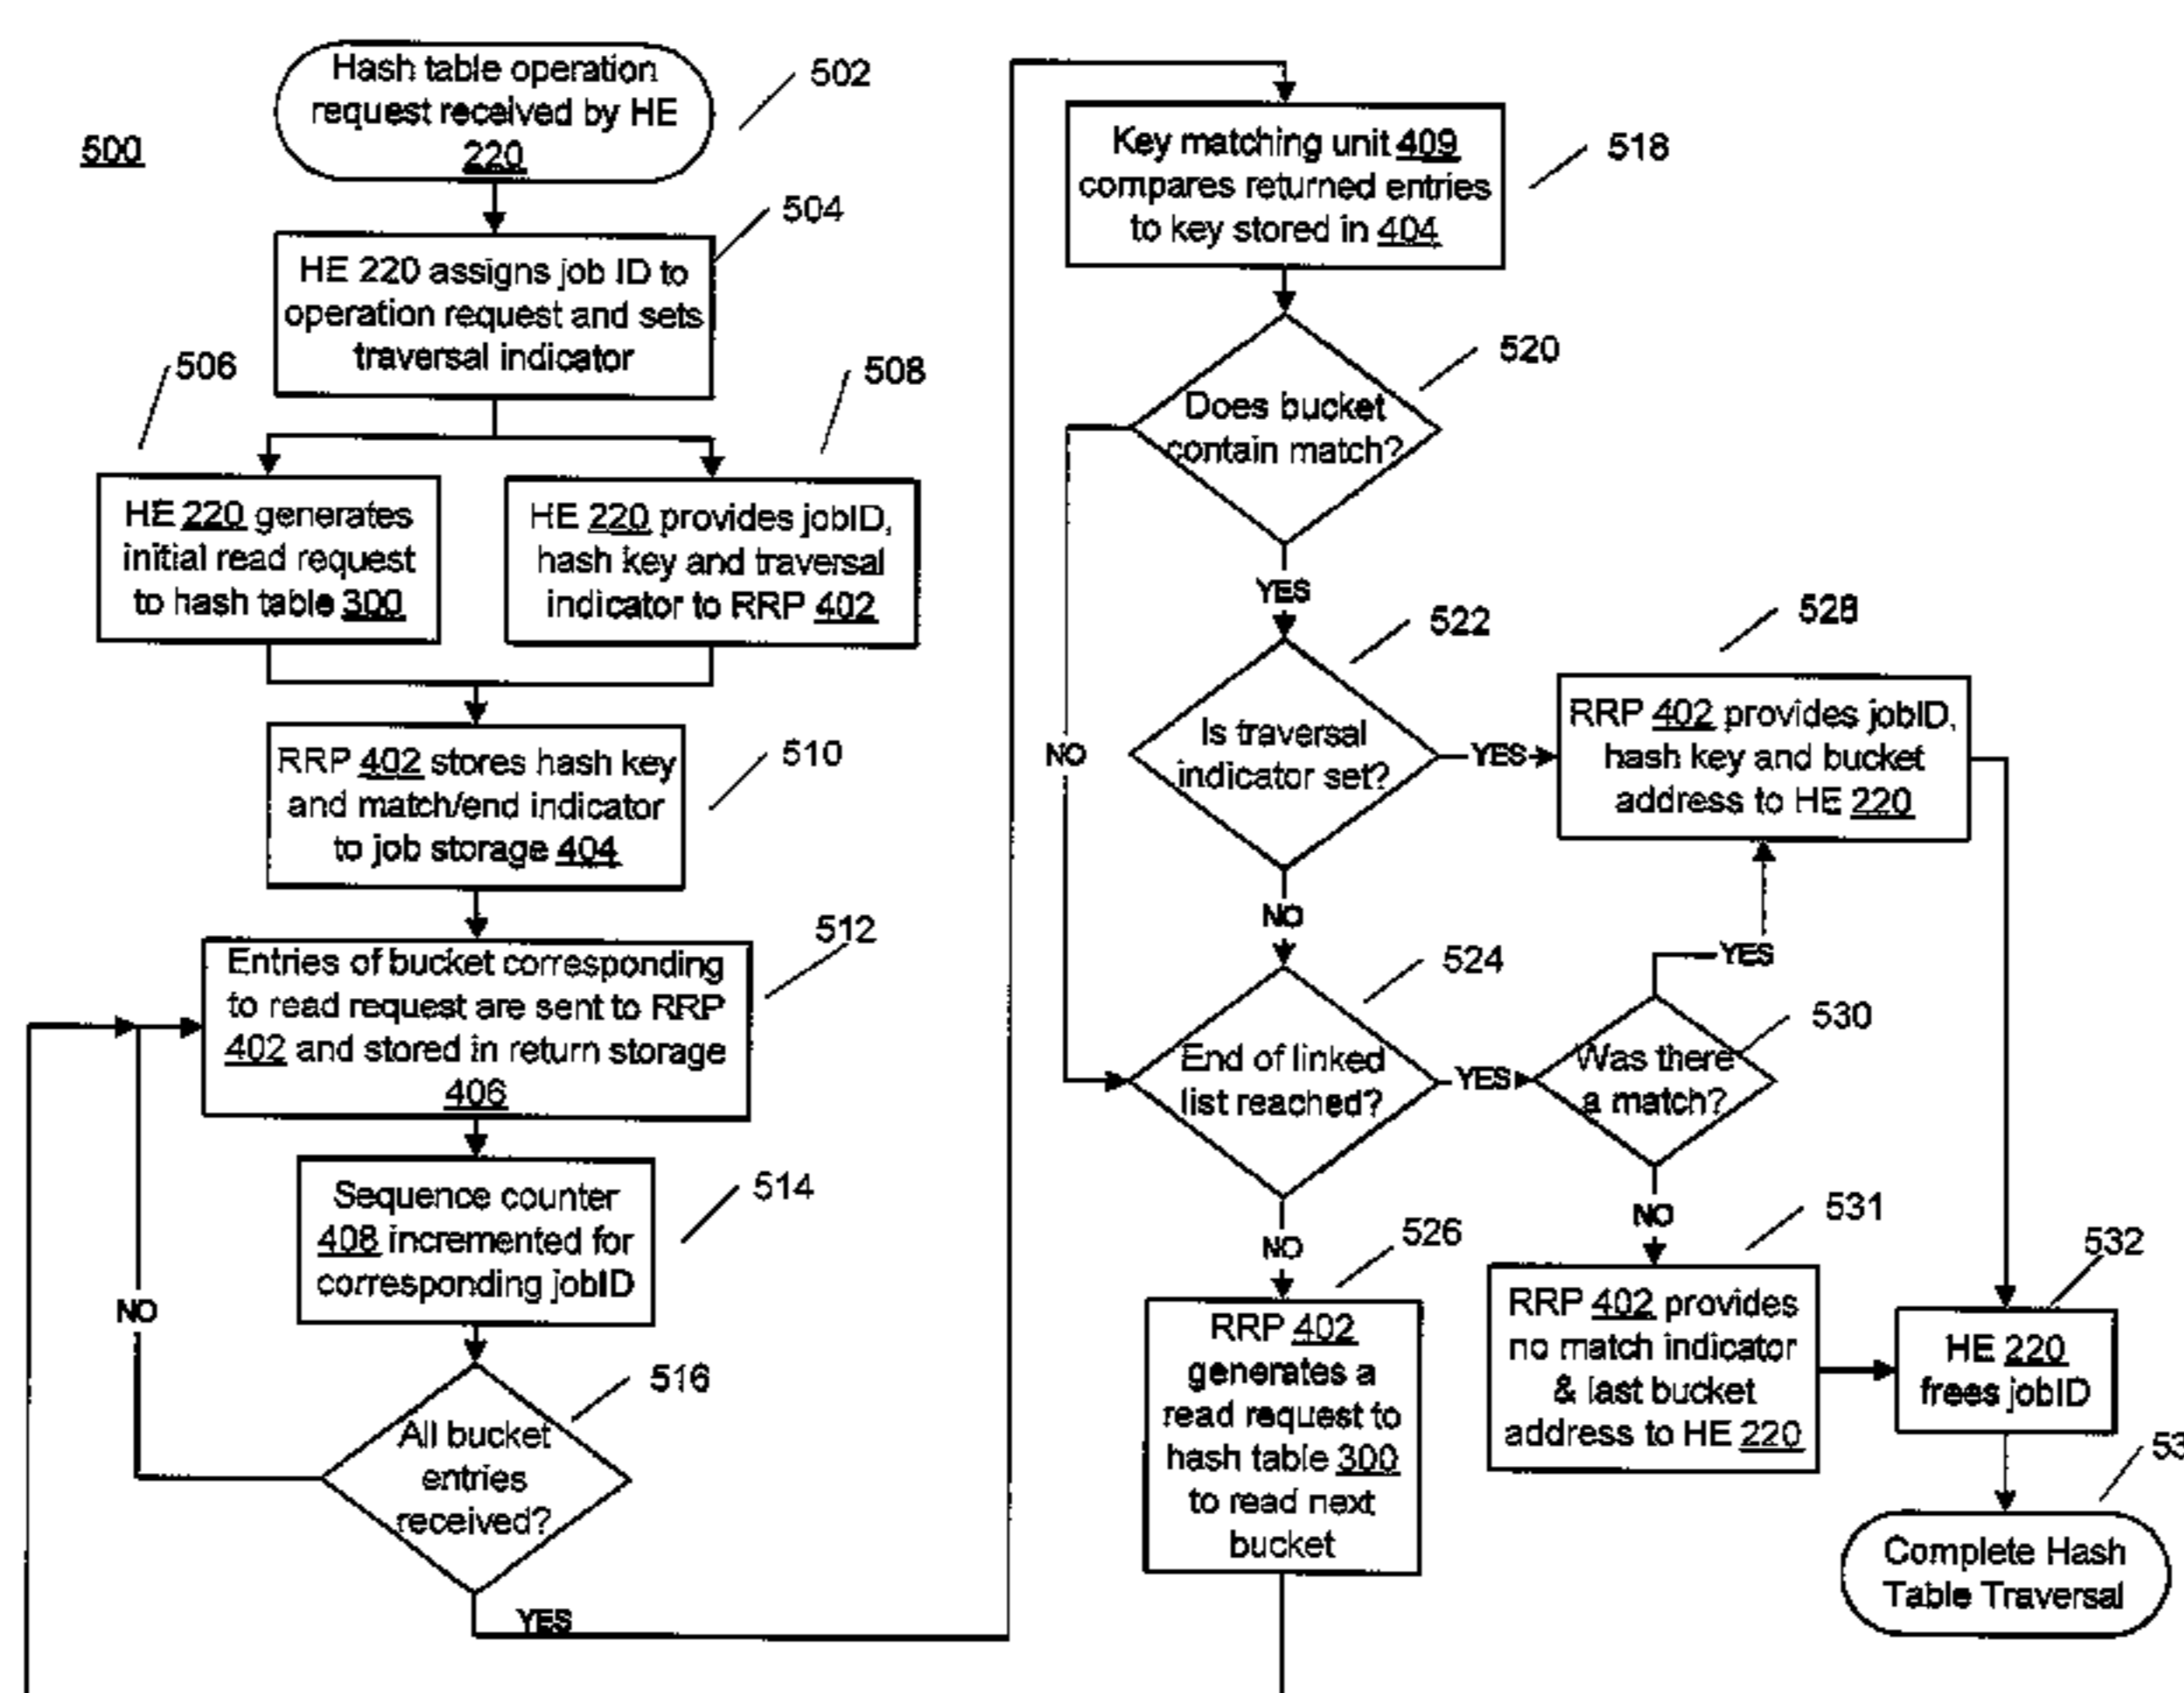 500
Hash table operation
request received by HE
220
502
HE 220 assigns job ID to
operation request and sets
traversal indicator
504
506
HE 220 generates
initial read request
to hash table 300
508
HE 220 provides jobID,
hash key and traversal
indicator to RRP 402
RRP 402 stores hash key
and match/end indicator
to job storage 404
510
Entries of bucket corresponding
to read request are sent to RRP
402 and stored in return storage
406
512
Sequence counter
408 incremented for
corresponding jobID
514
All bucket
entries
received?
516
NO
YES
Key matching unit 409
compares returned entries
to key stored in 404
518
Does bucket
contain match?
520
NO
YES
Is traversal
indicator set?
522
YES
NO
RRP 402 provides jobID,
hash key and bucket
address to HE 220
528
End of linked
list reached?
524
YES
NO
Was there
a match?
530
YES
NO
RRP 402
generates a
read request to
hash table 300
to read next
bucket
526
RRP 402 provides
no match indicator
& last bucket
address to HE 220
531
HE 220
frees jobID
532
Complete Hash
Table Traversal